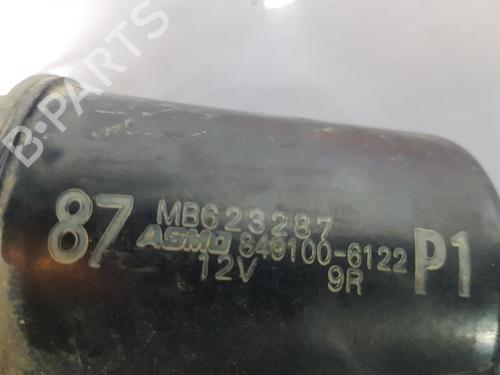 B-PARTS
87 MB623287 P1
ASMO 849100-6122
12V 9R